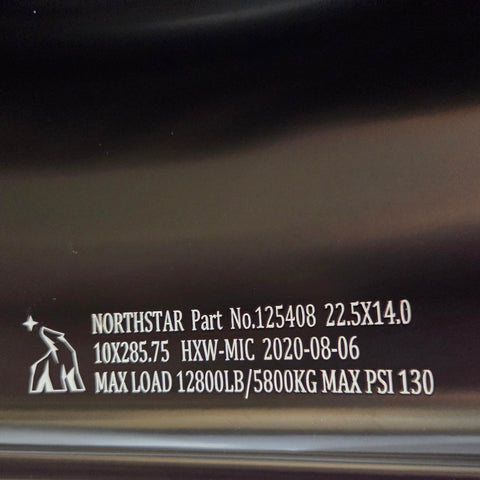 NORTHSTAR Part No.125408 22.5X14.0
10X285.75 HXW-MIC 2020-08-06
MAX LOAD 12800LB/5800KG MAX PSI 130